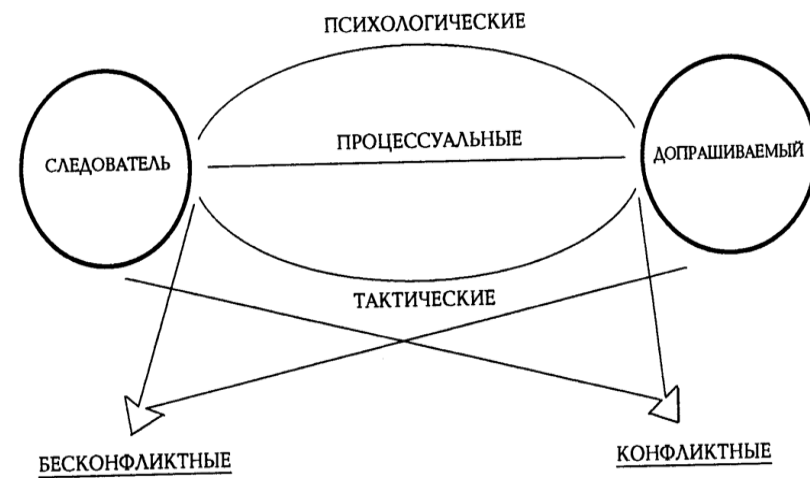 ПСИХОЛОГИЧЕСКИЕ
ПРОЦЕССУАЛЬНЫЕ
СЛЕДОВАТЕЛЬ
ДОПРАШИВАЕМЫЙ
ТАКТИЧЕСКИЕ
БЕСКОНФЛИКТНЫЕ
КОНФЛИКТНЫЕ